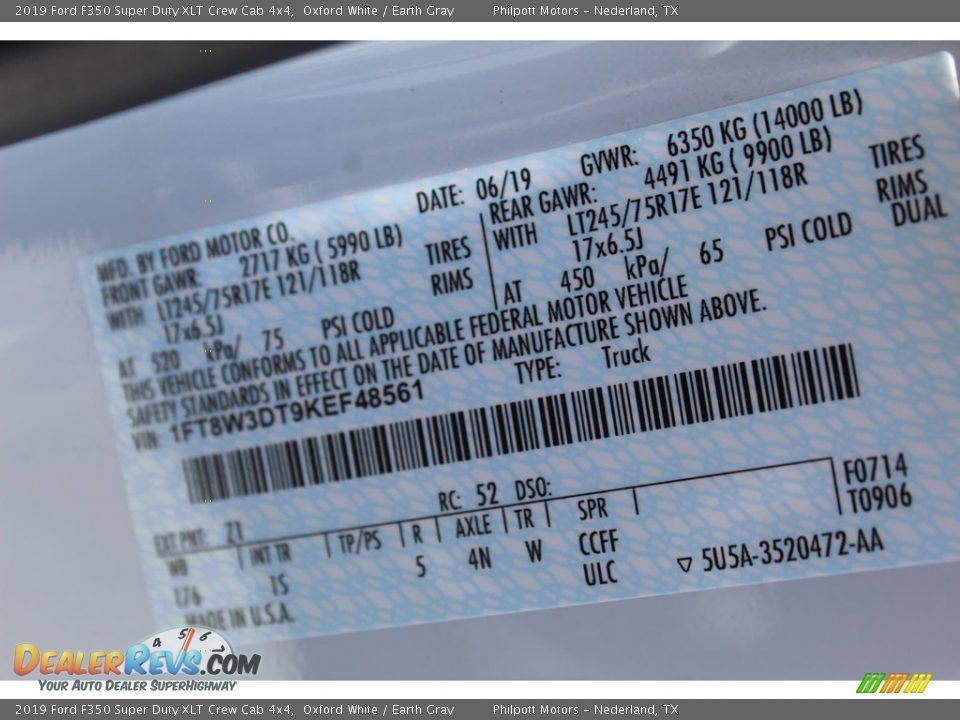 2019 Ford F350 Super Duty XLT Crew Cab 4x4, Oxford White / Earth Gray Philpott Motors - Nederland, TX
MFD. BY FORD MOTOR CO.
DATE: 06/19
GVWR: 6350 KG (14000 LB)
FRONT GAWR: 2717 KG ( 5990 LB)
WITH LT245/75R17E 121/118R TIRES
17x6.5J RIMS
AT 520 kPa/ 75 PSI COLD
REAR GAWR: 4491 KG ( 9900 LB)
WITH LT245/75R17E 121/118R TIRES
17x6.5J RIMS
AT 450 kPa/ 65 PSI COLD DUAL
THIS VEHICLE CONFORMS TO ALL APPLICABLE FEDERAL MOTOR VEHICLE
SAFETY STANDARDS IN EFFECT ON THE DATE OF MANUFACTURE SHOWN ABOVE.
VIN: 1FT8W3DT9KEF48561
TYPE: Truck
F0714
T0906
EXT PNT: Z1 RC: 52 DSO:
WB INT TR TP/PS R AXLE TR SPR
176 1S 5 4N W CCFF
ULC
MADE IN U.S.A.
▽ 5U5A-3520472-AA
4 5 6
DEALERREVS.COM
YOUR AUTO DEALER SUPERHIGHWAY
2019 Ford F350 Super Duty XLT Crew Cab 4x4, Oxford White / Earth Gray Philpott Motors - Nederland, TX